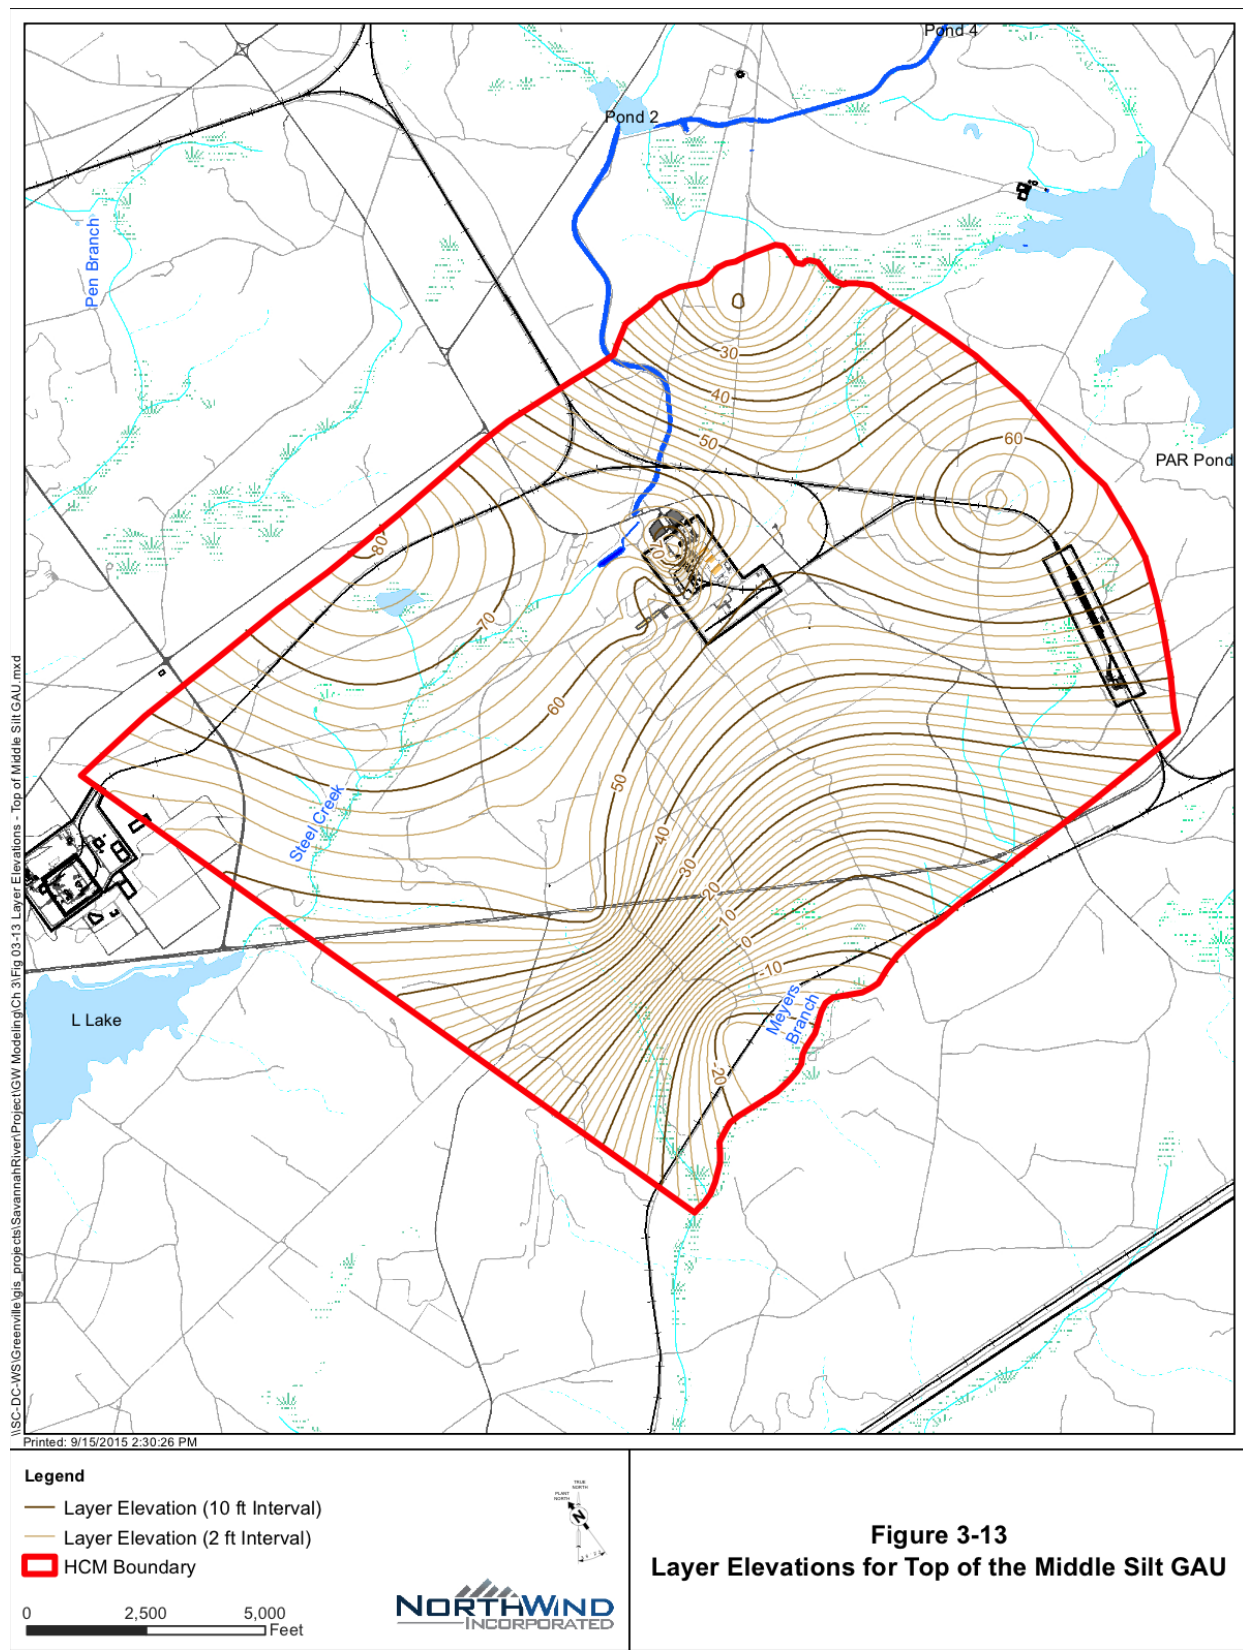 Pond 4
Pond 2
Pen Branch
30
40
50
60
PAR Pond
80
70
60
50
40
30
20
10
0
-10
-20
Steel Creek
Meyers
Branch
L Lake
\\SC-DC-WS\Greenville\gis_projects\SavannahRiver\Project\GW Modeling\Ch 3\Fig 03-13 Layer Elevations - Top of Middle Silt GAU.mxd
Printed: 9/15/2015 2:30:26 PM
Legend
Layer Elevation (10 ft Interval)
Layer Elevation (2 ft Interval)
HCM Boundary
0 2,500 5,000
Feet
TRUE
NORTH
PLANT
NORTH
N
NORTHWIND
INCORPORATED
Figure 3-13
Layer Elevations for Top of the Middle Silt GAU